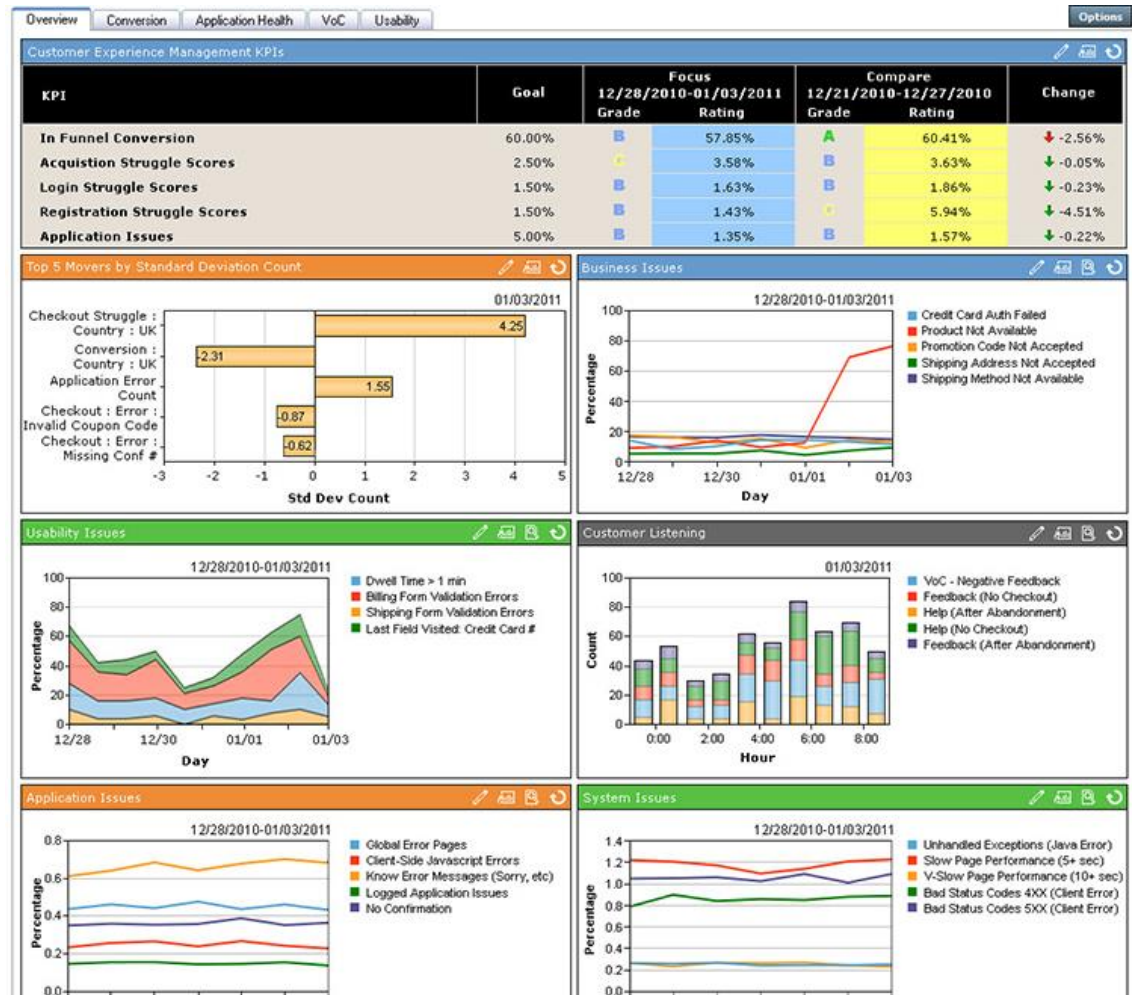 Overview Conversion Application Health VoC Usability Options
Customer Experience Management KPIs
KPI Goal Focus 12/28/2010-01/03/2011 Compare 12/21/2010-12/27/2010 Change
Grade Rating Grade Rating
In Funnel Conversion 60.00% B 57.85% A 60.41% -2.56%
Acquistion Struggle Scores 2.50% 3.58% B 3.63% -0.05%
Login Struggle Scores 1.50% B 1.63% B 1.86% -0.23%
Registration Struggle Scores 1.50% B 1.43% 5.94% -4.51%
Application Issues 5.00% B 1.35% B 1.57% -0.22%
Top 5 Movers by Standard Deviation Count
01/03/2011
Checkout Struggle :
Country : UK
4.25
Conversion :
Country : UK
-2.31
Application Error
Count
1.55
Checkout : Error :
Invalid Coupon Code
-0.87
Checkout : Error :
Missing Conf #
-0.62
-3 -2 -1 0 1 2 3 4 5
Std Dev Count
Business Issues
12/28/2010-01/03/2011
100
80
60
40
20
0
Percentage
12/28 12/30 01/01 01/03
Day
Credit Card Auth Failed
Product Not Available
Promotion Code Not Accepted
Shipping Address Not Accepted
Shipping Method Not Available
Usability Issues
12/28/2010-01/03/2011
100
80
60
40
20
0
Percentage
12/28 12/30 01/01 01/03
Day
Dwell Time > 1 min
Billing Form Validation Errors
Shipping Form Validation Errors
Last Field Visited: Credit Card #
Customer Listening
01/03/2011
100
80
60
40
20
0
Count
0:00 2:00 4:00 6:00 8:00
Hour
VoC - Negative Feedback
Feedback (No Checkout)
Help (After Abandonment)
Help (No Checkout)
Feedback (After Abandonment)
Application Issues
12/28/2010-01/03/2011
0.8
0.6
0.4
0.2
0.0
Percentage
Global Error Pages
Client-Side Javascript Errors
Know Error Messages (Sorry, etc)
Logged Application Issues
No Confirmation
System Issues
12/28/2010-01/03/2011
1.4
1.2
1.0
0.8
0.6
0.4
0.2
0.0
Percentage
Unhandled Exceptions (Java Error)
Slow Page Performance (5+ sec)
V-Slow Page Performance (10+ sec)
Bad Status Codes 4XX (Client Error)
Bad Status Codes 5XX (Client Error)